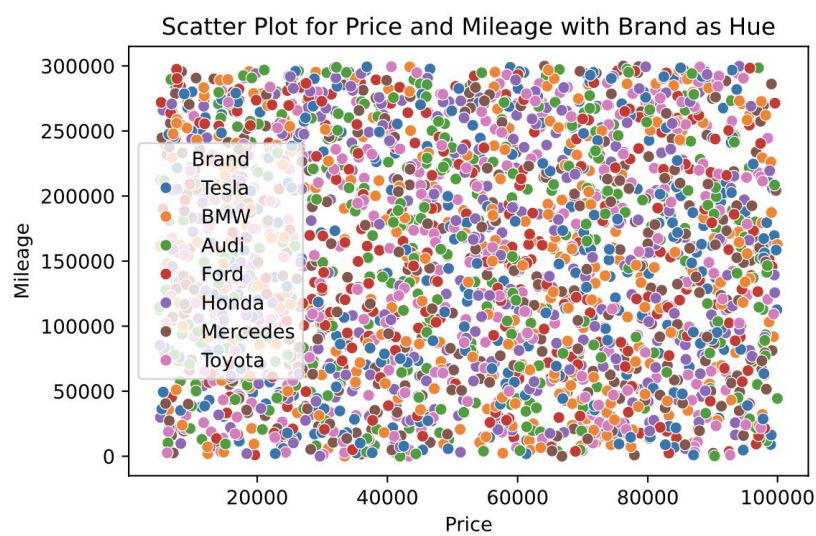 Scatter Plot for Price and Mileage with Brand as Hue
300000
250000
200000
150000
100000
50000
0
Mileage
Brand
Tesla
BMW
Audi
Ford
Honda
Mercedes
Toyota
20000 40000 60000 80000 100000
Price